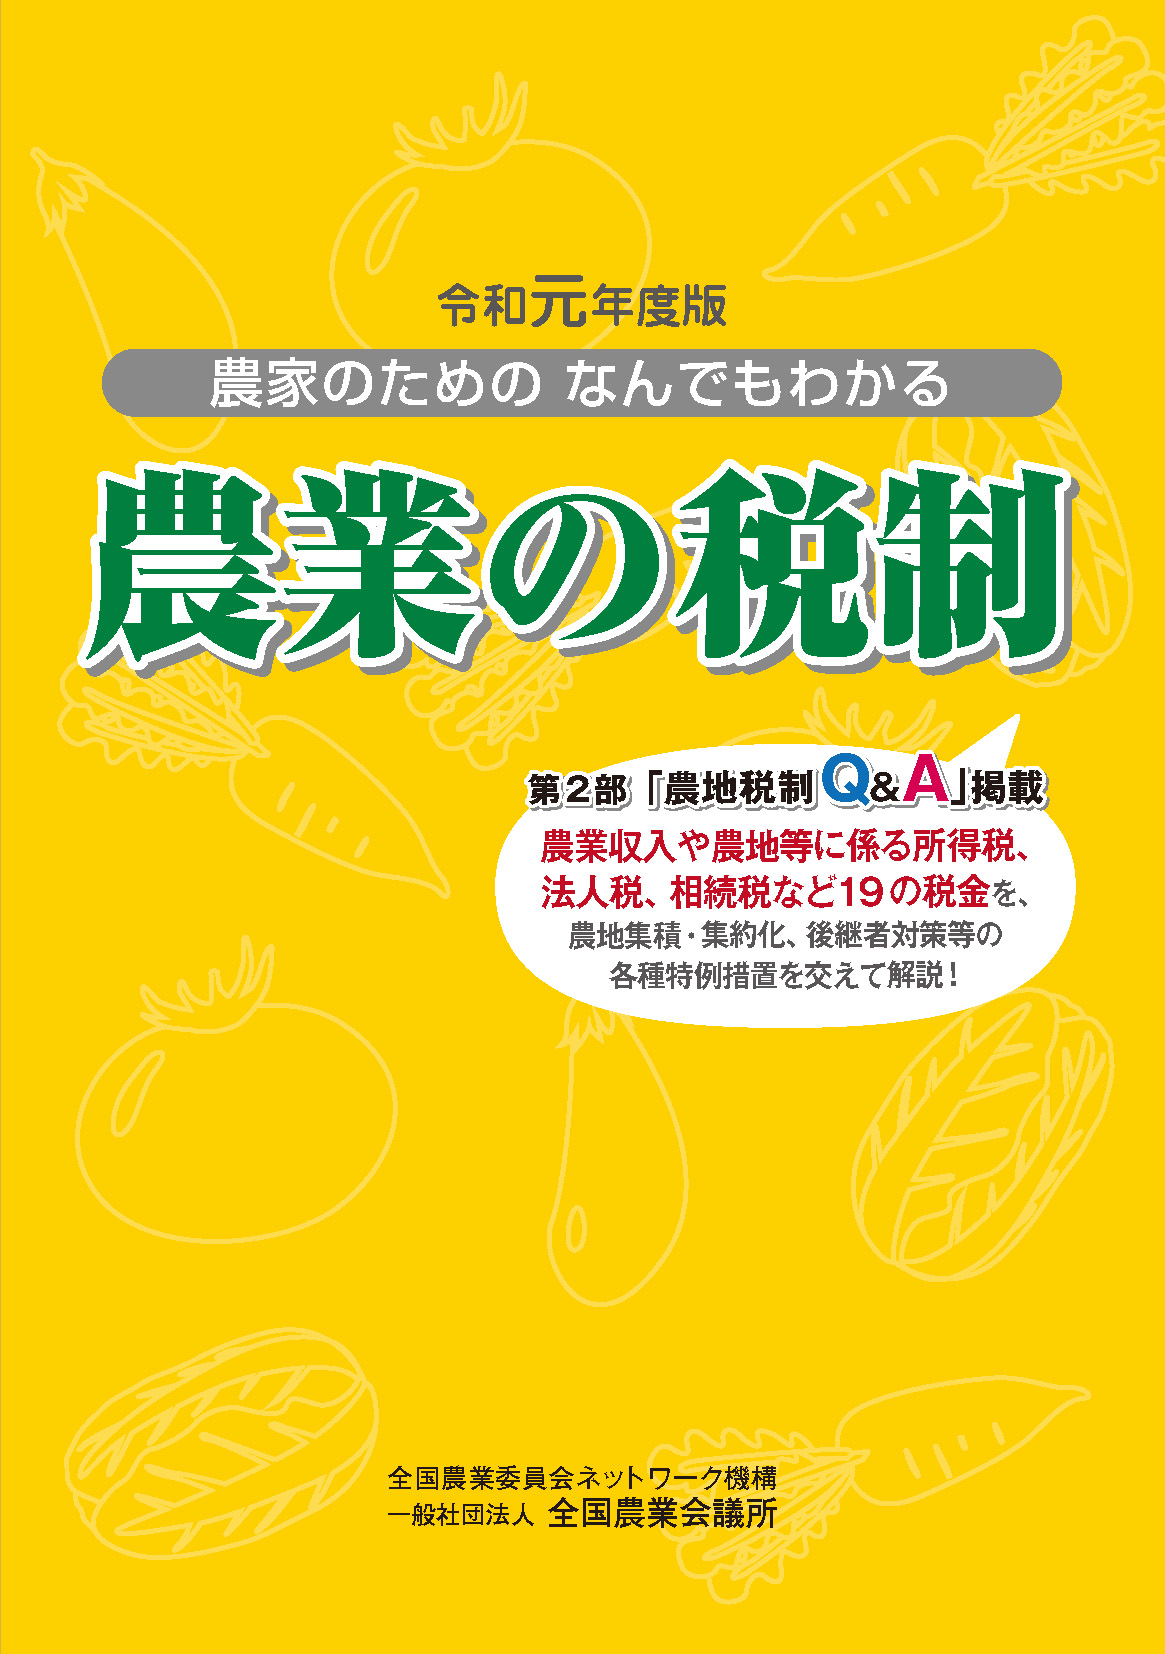 令和元年度版
農家のための なんでもわかる
農業の税制
第2部「農地税制Q&A」掲載
農業収入や農地等に係る所得税、
法人税、相続税など19の税金を、
農地集積・集約化、後継者対策等の
各種特例措置を交えて解説!
全国農業委員会ネットワーク機構
一般社団法人 全国農業会議所